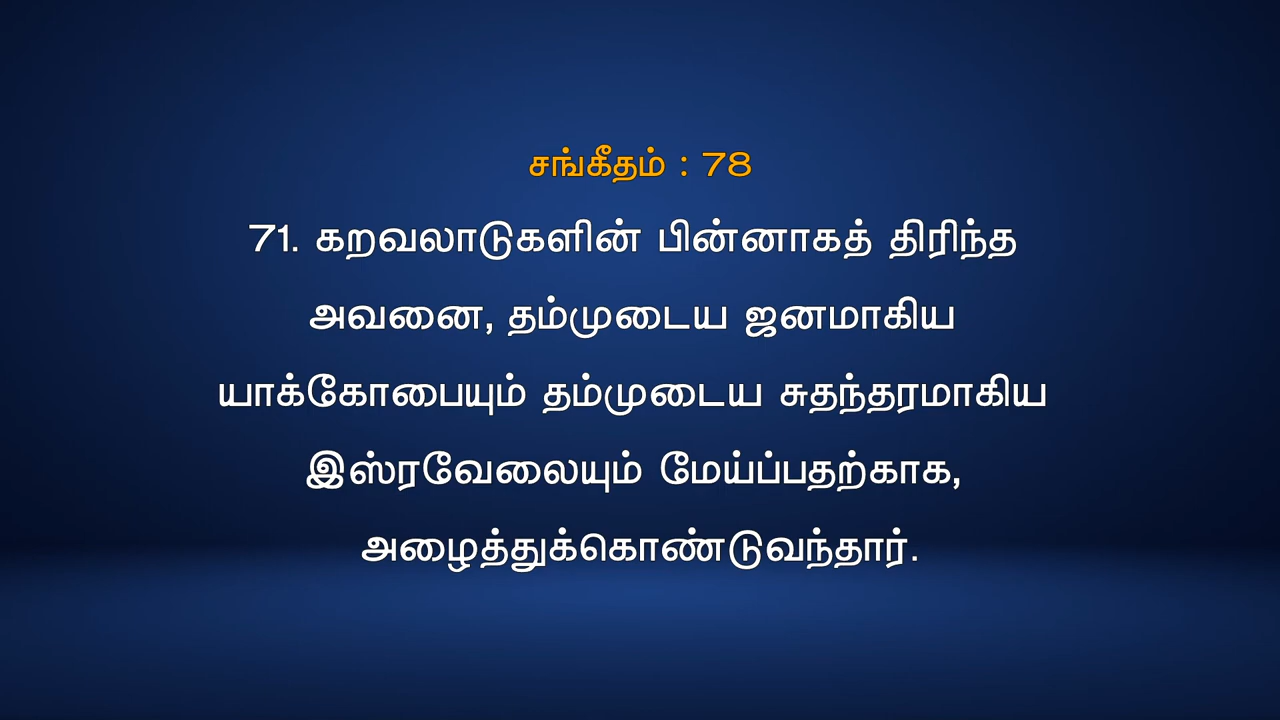 சங்கீதம் : 78
71. கறவலாடுகளின் பின்னாகத் திரிந்த
அவனை, தம்முடைய ஜனமாகிய
யாக்கோபையும் தம்முடைய சுதந்தரமாகிய
இஸ்ரவேலையும் மேய்ப்பதற்காக,
அழைத்துக்கொண்டுவந்தார்.